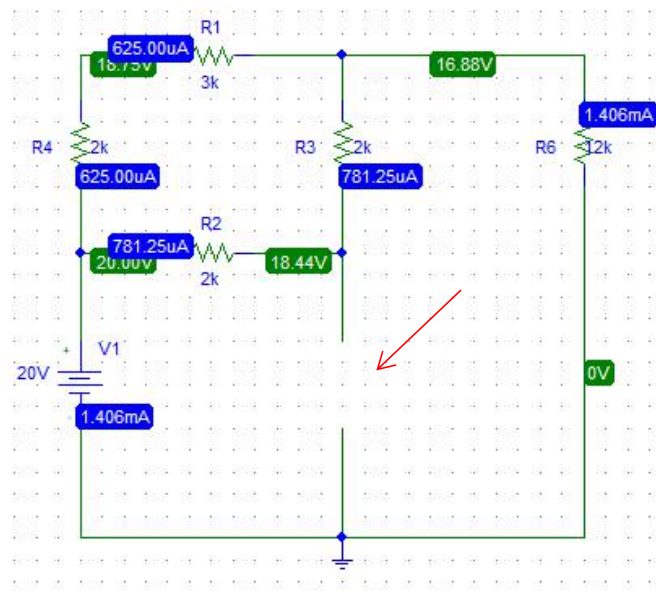 R1
625.00uA
18.75V
3k
16.88V
1.406mA
R4
2k
R3
2k
R6
12k
625.00uA
781.25uA
R2
781.25uA
20.00V
18.44V
2k
+
V1
20V
0V
1.406mA